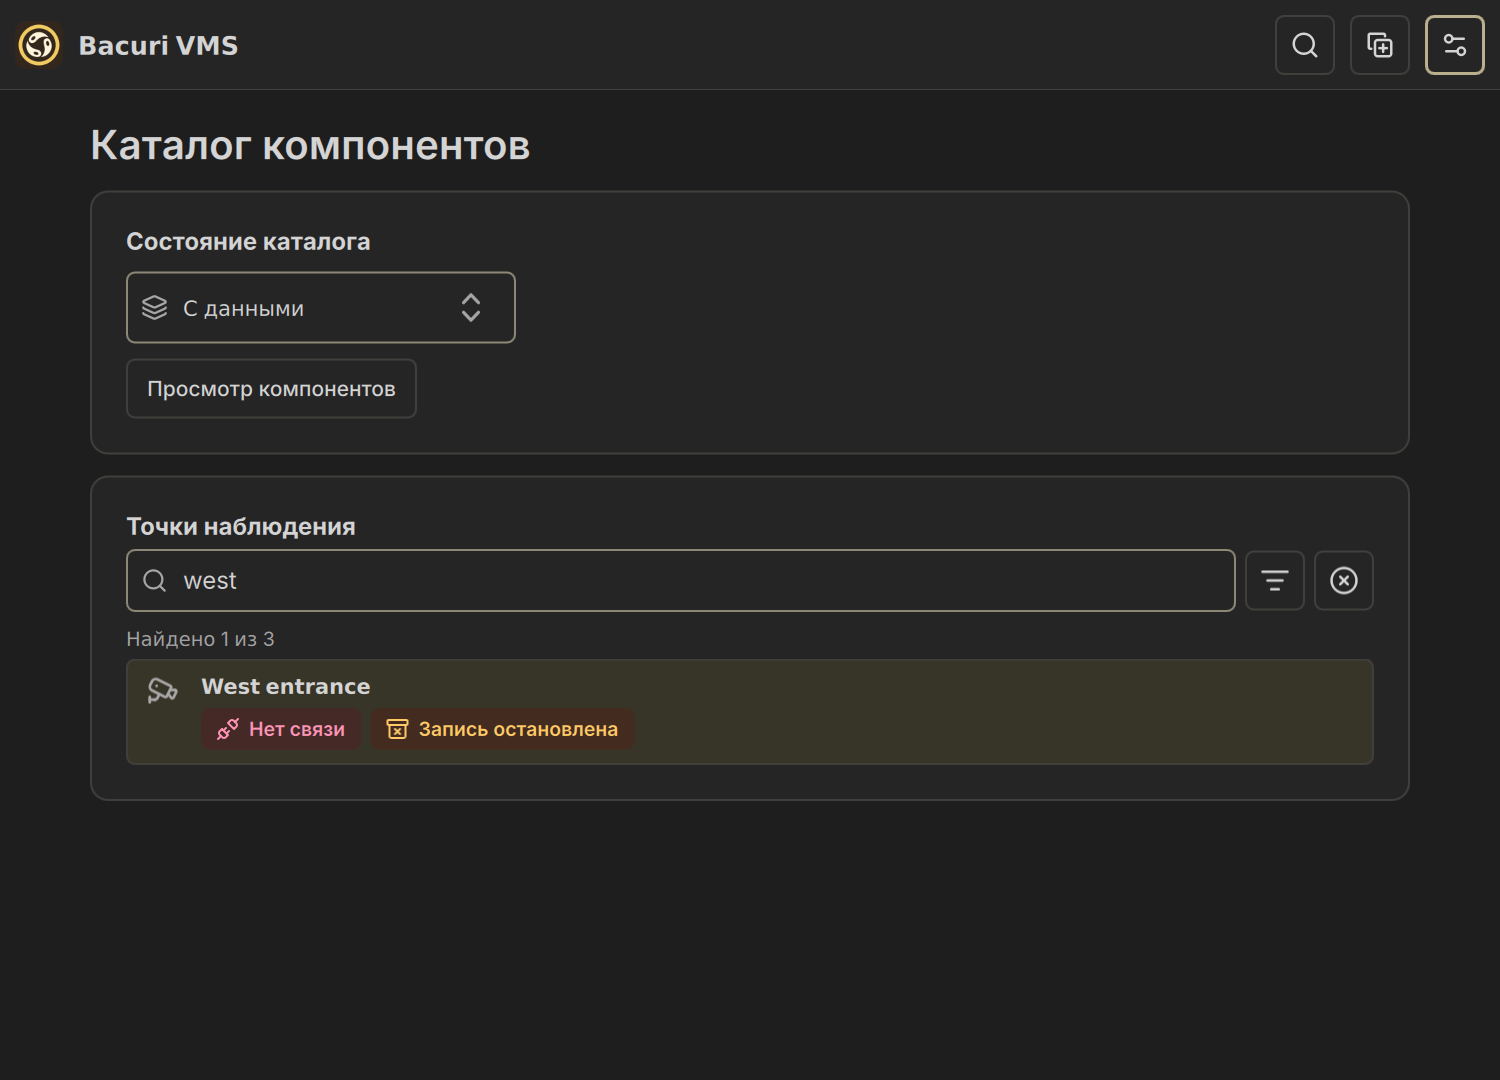 Bacuri VMS
Каталог компонентов
Состояние каталога
С данными
Просмотр компонентов
Точки наблюдения
west
Найдено 1 из 3
West entrance
Нет связи
Запись остановлена